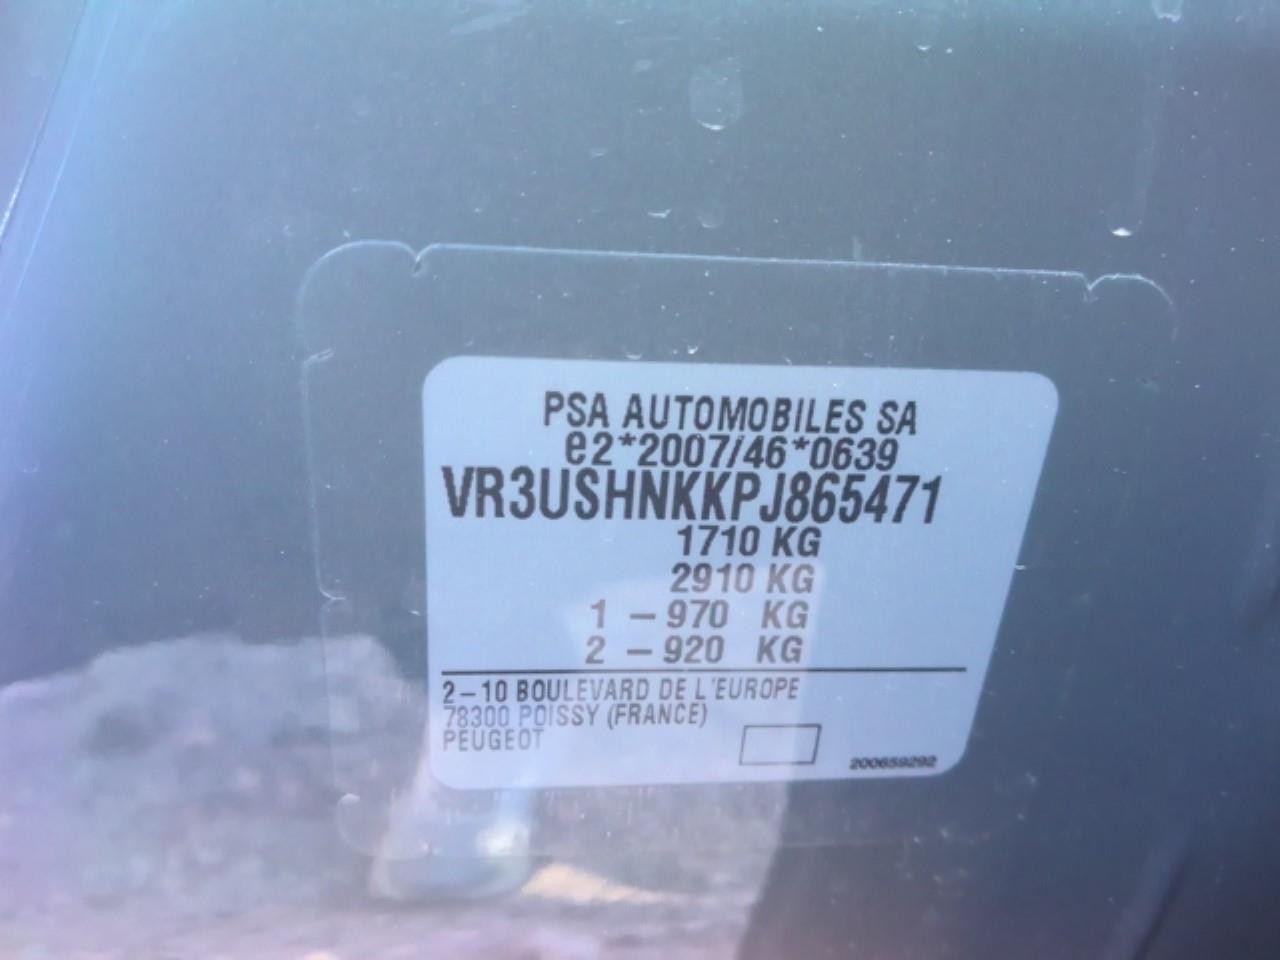 PSA AUTOMOBILES SA
e2*2007/46*0639
VR3USHNKKPJ865471
1710 KG
2910 KG
1 – 970 KG
2 – 920 KG
2–10 BOULEVARD DE L'EUROPE
78300 POISSY (FRANCE)
PEUGEOT
200659292